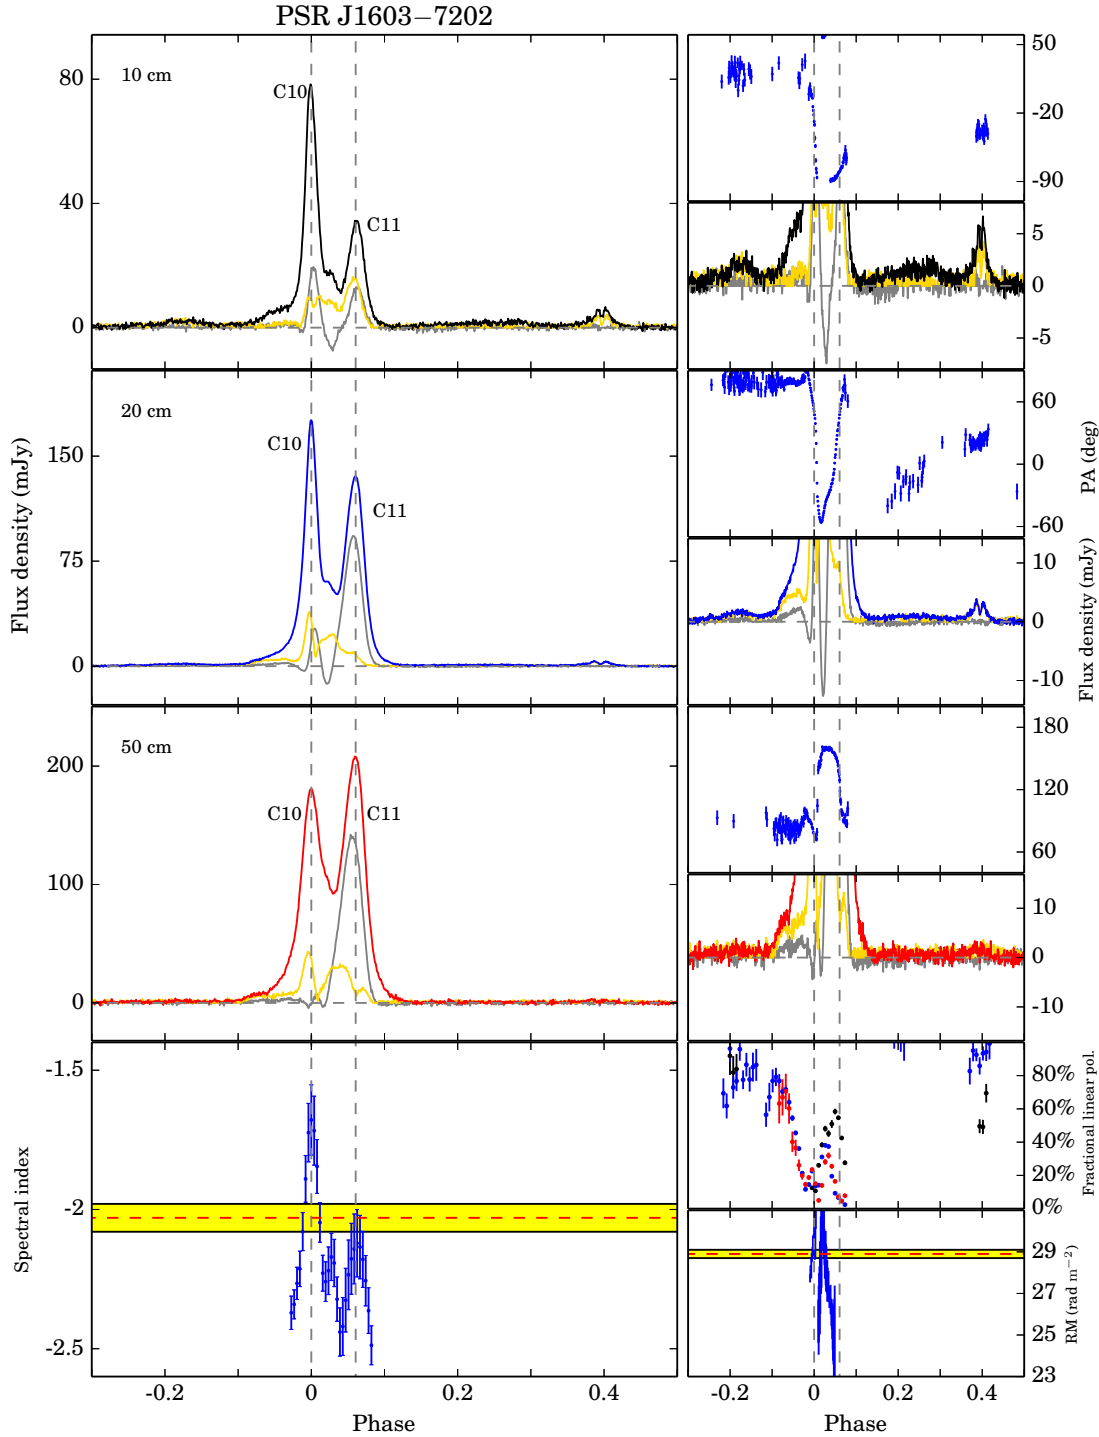 PSR J1603−7202
10 cm
C10
C11
80
40
0
Flux density (mJy)
20 cm
C10
C11
150
75
0
50 cm
C10
C11
200
100
0
-1.5
-2
-2.5
Spectral index
-0.2
0
0.2
0.4
Phase
50
-20
-90
5
0
-5
60
0
-60
PA (deg)
10
0
-10
Flux density (mJy)
180
120
60
10
0
-10
80%
60%
40%
20%
0%
Fractional linear pol.
29
27
25
23
RM (rad m⁻²)
-0.2
0
0.2
0.4
Phase